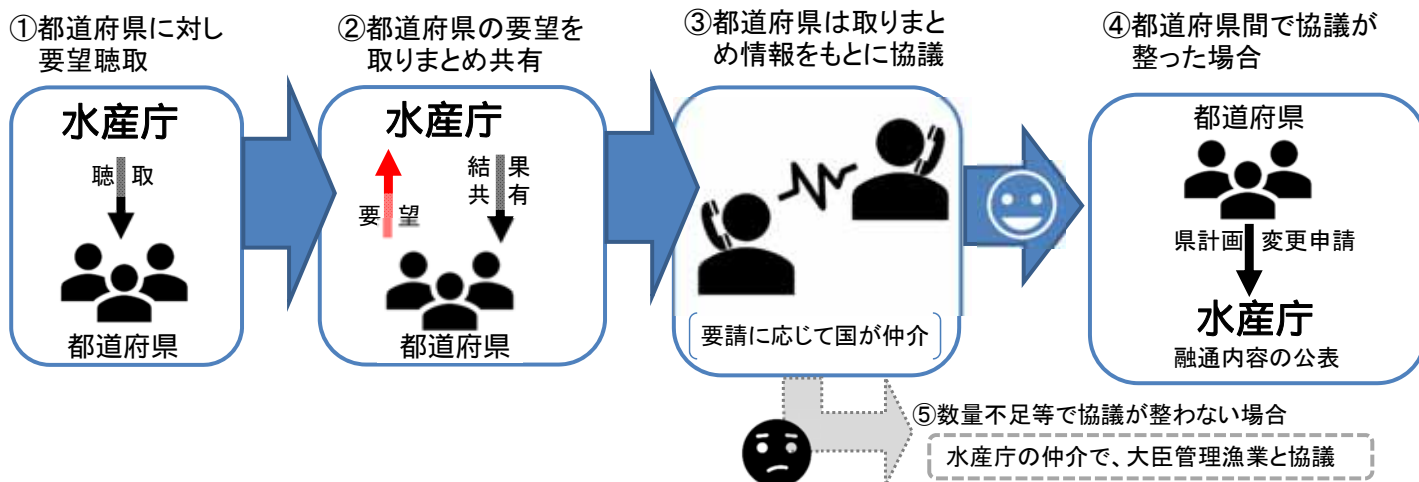 ①都道府県に対し
要望聴取
水産庁
聴取
都道府県
②都道府県の要望を
取りまとめ共有
水産庁
要望
結果
共有
都道府県
③都道府県は取りまと
め情報をもとに協議
要請に応じて国が仲介
④都道府県間で協議が
整った場合
都道府県
県計画変更申請
水産庁
融通内容の公表
⑤数量不足等で協議が整わない場合
水産庁の仲介で、大臣管理漁業と協議